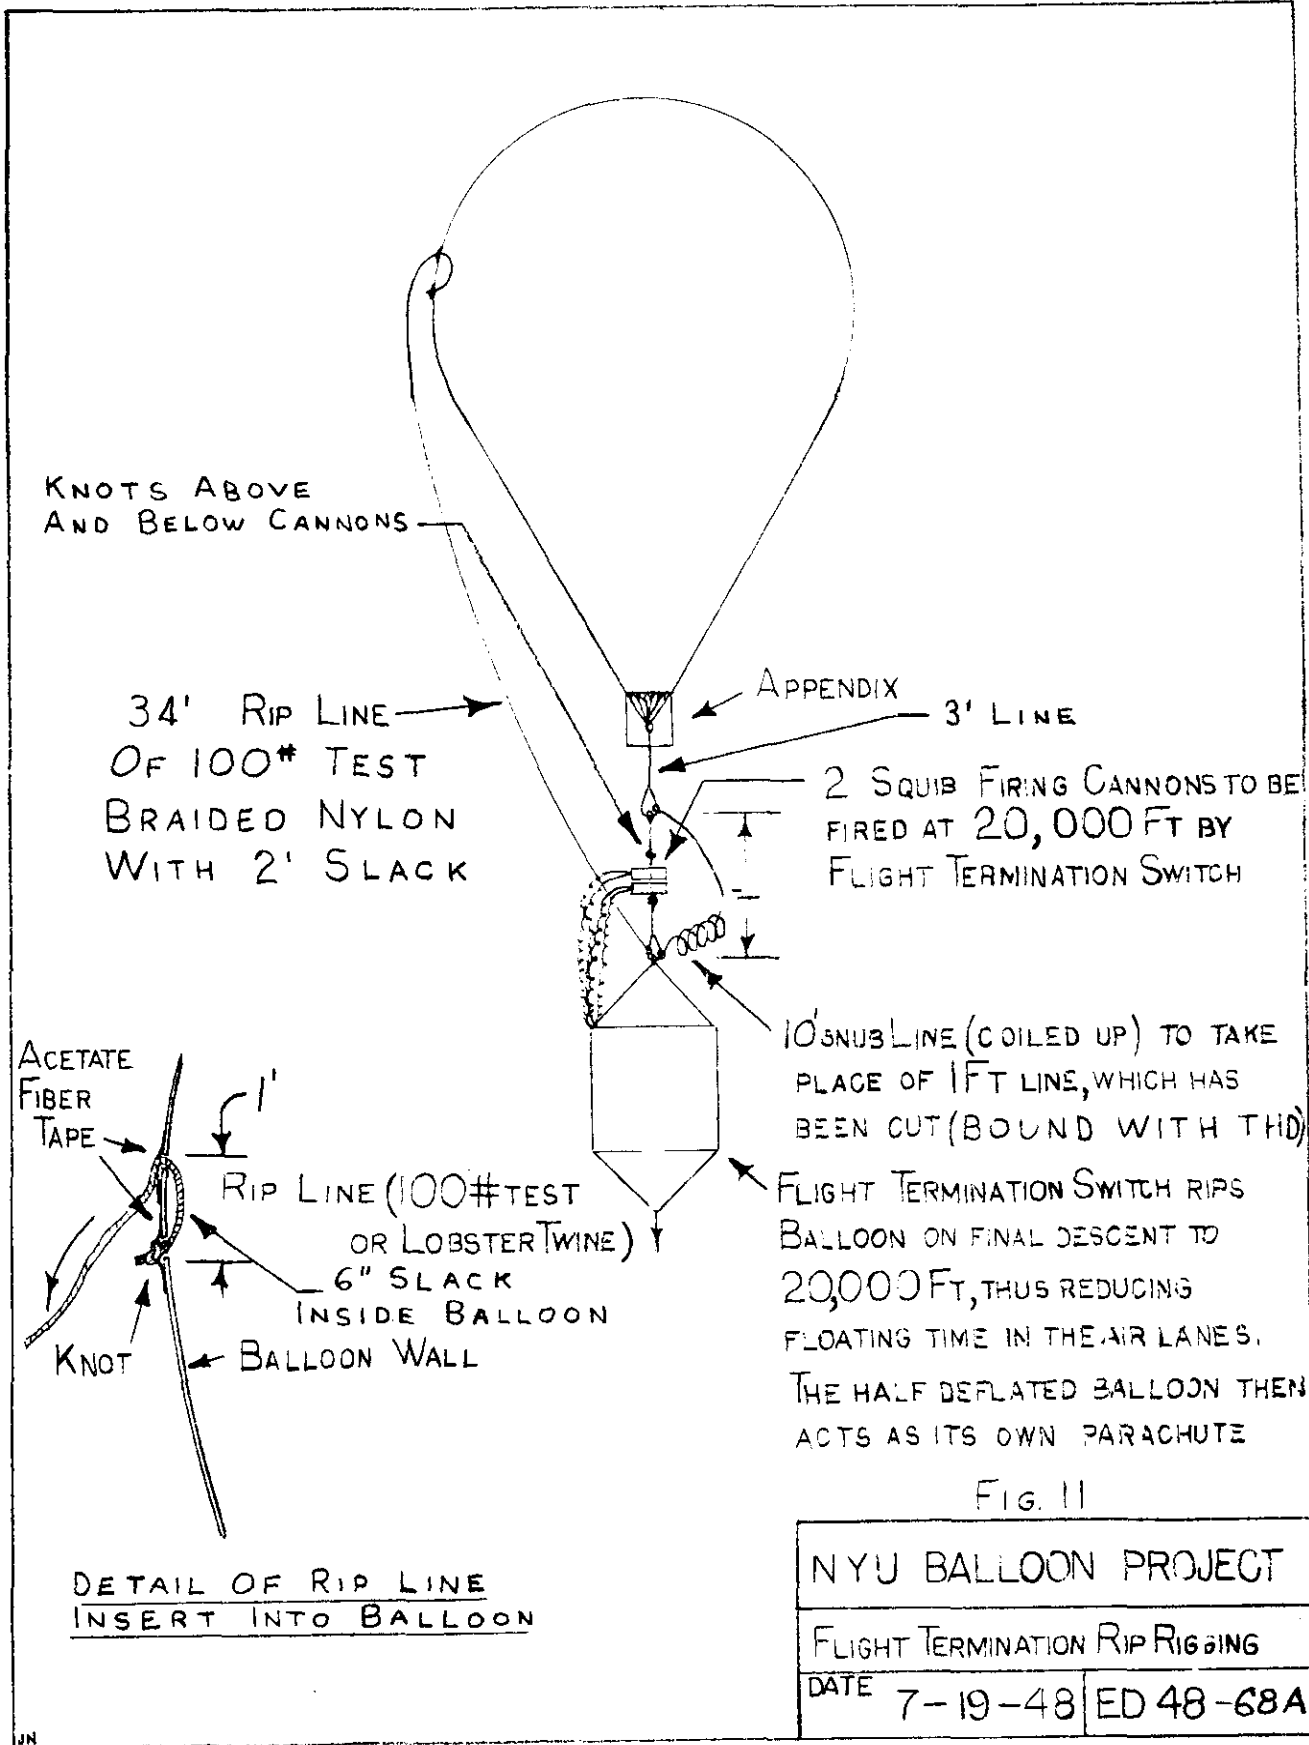 KNOTS ABOVE
AND BELOW CANNONS
34' RIP LINE
OF 100# TEST
BRAIDED NYLON
WITH 2' SLACK
APPENDIX
3' LINE
2 SQUIB FIRING CANNONS TO BE
FIRED AT 20,000 FT BY
FLIGHT TERMINATION SWITCH
10' SNUB LINE (COILED UP) TO TAKE
PLACE OF 1FT LINE, WHICH HAS
BEEN CUT (BOUND WITH THD)
FLIGHT TERMINATION SWITCH RIPS
BALLOON ON FINAL DESCENT TO
20,000 FT, THUS REDUCING
FLOATING TIME IN THE AIR LANES.
THE HALF DEFLATED BALLOON THEN
ACTS AS ITS OWN PARACHUTE
ACETATE
FIBER
TAPE
1'
RIP LINE (100# TEST
OR LOBSTER TWINE)
6" SLACK
INSIDE BALLOON
KNOT
BALLOON WALL
DETAIL OF RIP LINE
INSERT INTO BALLOON
FIG. 11
NYU BALLOON PROJECT
FLIGHT TERMINATION RIP RIGGING
DATE 7-19-48 ED 48-68A
JN